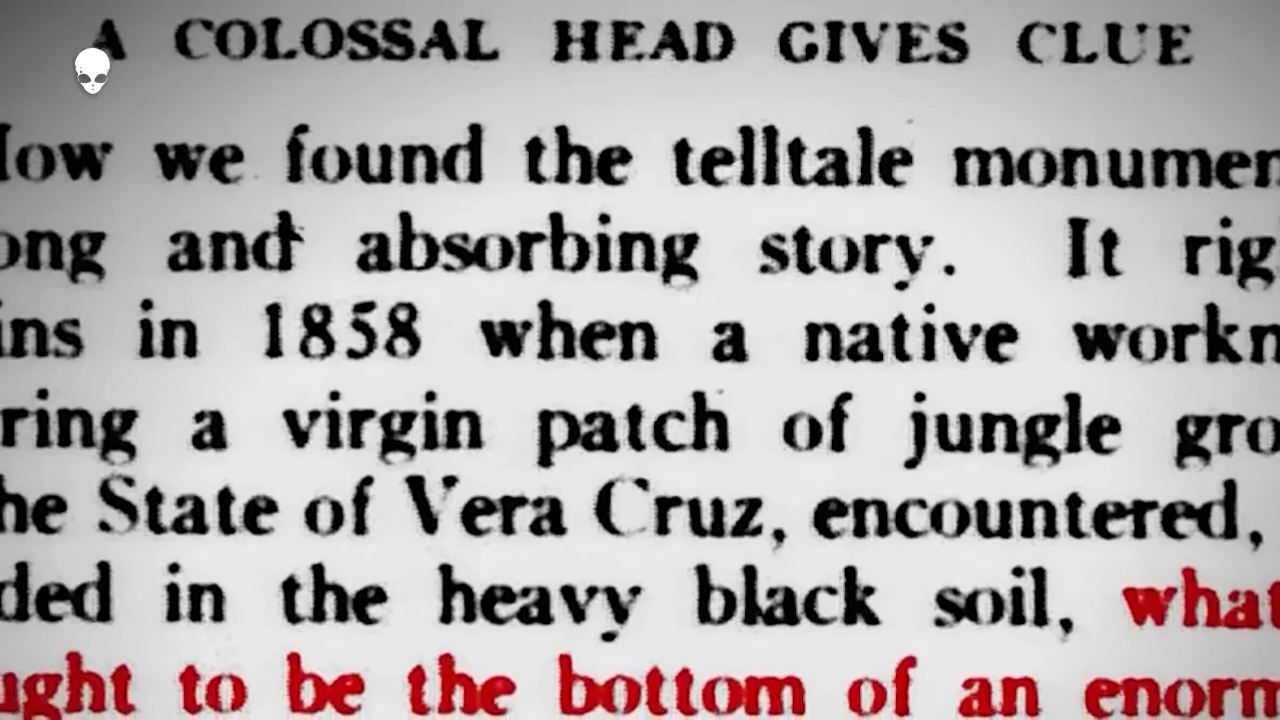 A COLOSSAL HEAD GIVES CLUE
low we found the telltale monumen
ong and absorbing story. It rig
ins in 1858 when a native workn
ring a virgin patch of jungle gro
he State of Vera Cruz, encountered,
ded in the heavy black soil, what
ught to be the bottom of an enorm